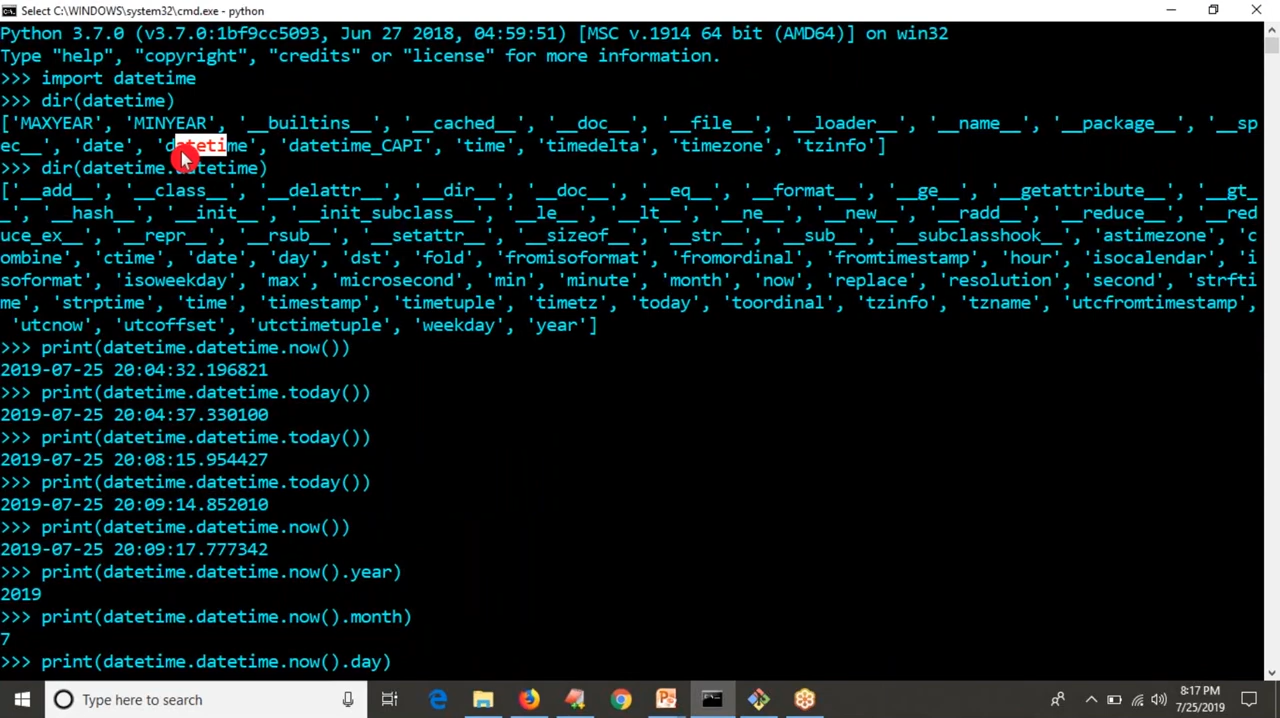 Select C:\WINDOWS\system32\cmd.exe - python
Python 3.7.0 (v3.7.0:1bf9cc5093, Jun 27 2018, 04:59:51) [MSC v.1914 64 bit (AMD64)] on win32
Type "help", "copyright", "credits" or "license" for more information.
>>> import datetime
>>> dir(datetime)
['MAXYEAR', 'MINYEAR', '__builtins__', '__cached__', '__doc__', '__file__', '__loader__', '__name__', '__package__', '__sp
ec__', 'date', 'datetime', 'datetime_CAPI', 'time', 'timedelta', 'timezone', 'tzinfo']
>>> dir(datetime.datetime)
['__add__', '__class__', '__delattr__', '__dir__', '__doc__', '__eq__', '__format__', '__ge__', '__getattribute__', '__gt_
_', '__hash__', '__init__', '__init_subclass__', '__le__', '__lt__', '__ne__', '__new__', '__radd__', '__reduce__', '__red
uce_ex__', '__repr__', '__rsub__', '__setattr__', '__sizeof__', '__str__', '__sub__', '__subclasshook__', 'astimezone', 'c
ombine', 'ctime', 'date', 'day', 'dst', 'fold', 'fromisoformat', 'fromordinal', 'fromtimestamp', 'hour', 'isocalendar', 'i
soformat', 'isoweekday', 'max', 'microsecond', 'min', 'minute', 'month', 'now', 'replace', 'resolution', 'second', 'strfti
me', 'strptime', 'time', 'timestamp', 'timetuple', 'timetz', 'today', 'toordinal', 'tzinfo', 'tzname', 'utcfromtimestamp',
 'utcnow', 'utcoffset', 'utctimetuple', 'weekday', 'year']
>>> print(datetime.datetime.now())
2019-07-25 20:04:32.196821
>>> print(datetime.datetime.today())
2019-07-25 20:04:37.330100
>>> print(datetime.datetime.today())
2019-07-25 20:08:15.954427
>>> print(datetime.datetime.today())
2019-07-25 20:09:14.852010
>>> print(datetime.datetime.now())
2019-07-25 20:09:17.777342
>>> print(datetime.datetime.now().year)
2019
>>> print(datetime.datetime.now().month)
7
>>> print(datetime.datetime.now().day)
Type here to search
8:17 PM
7/25/2019